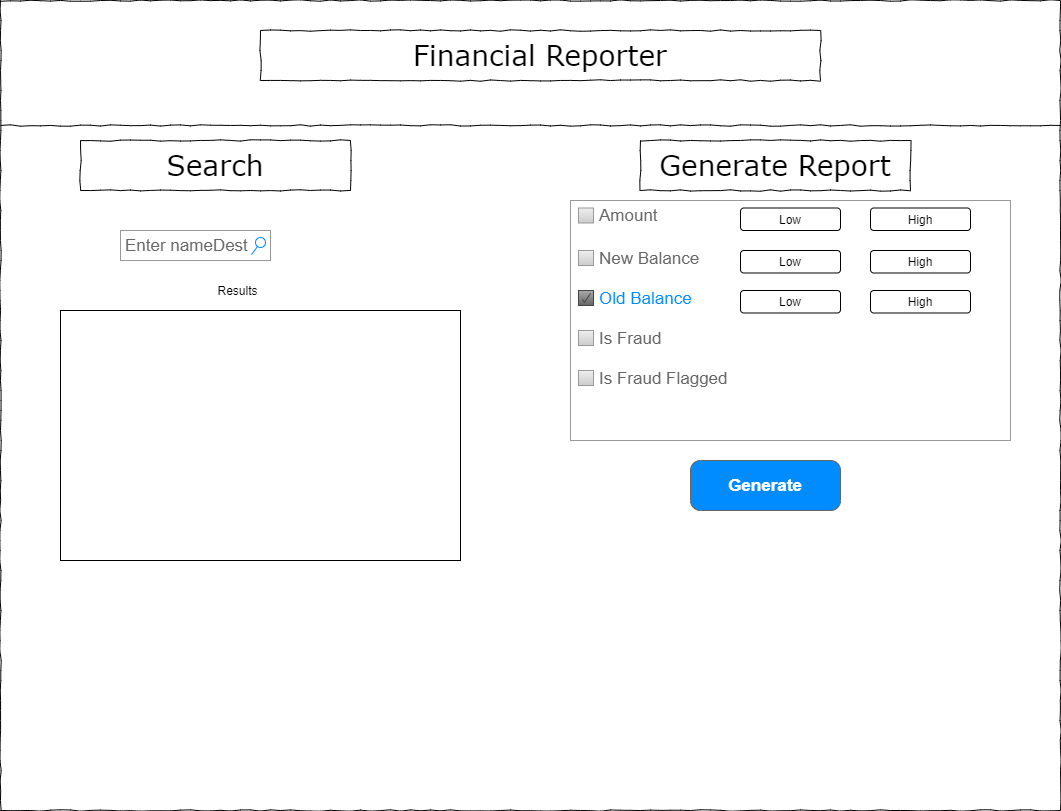 Financial Reporter
Search
Enter nameDest
Results
Generate Report
Amount Low High
New Balance Low High
Old Balance Low High
Is Fraud
Is Fraud Flagged
Generate